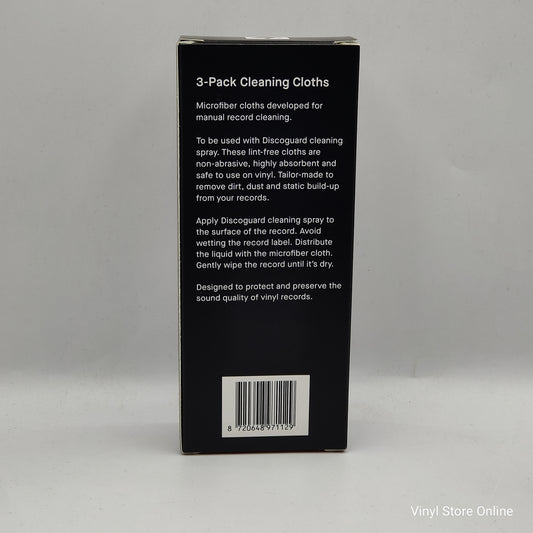 3-Pack Cleaning Cloths
Microfiber cloths developed for
manual record cleaning.
To be used with Discoguard cleaning
spray. These lint-free cloths are
non-abrasive, highly absorbent and
safe to use on vinyl. Tailor-made to
remove dirt, dust and static build-up
from your records.
Apply Discoguard cleaning spray to
the surface of the record. Avoid
wetting the record label. Distribute
the liquid with the microfiber cloth.
Gently wipe the record until it's dry.
Designed to protect and preserve the
sound quality of vinyl records.
8 720648 971129
Vinyl Store Online